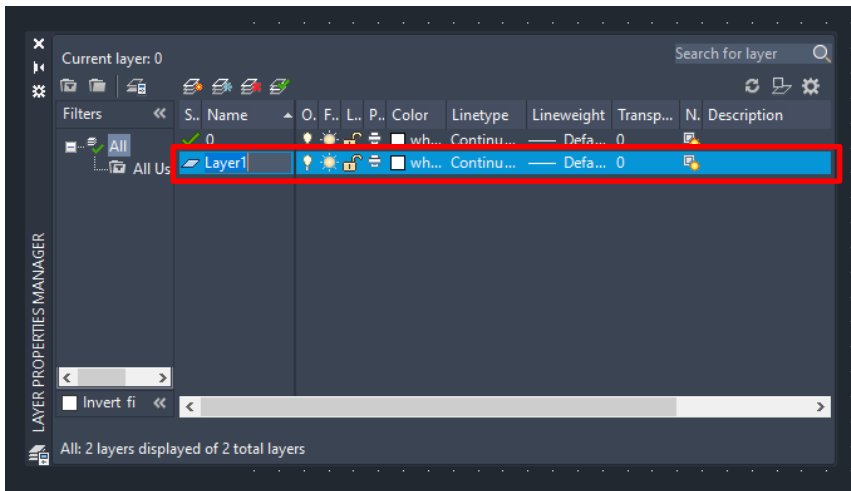 Current layer: 0
Search for layer
Filters
S.. Name O. F.. L.. P.. Color Linetype Lineweight Transp... N. Description
All
0 wh... Continu... Defa... 0
All Us
Layer1 wh... Continu... Defa... 0
LAYER PROPERTIES MANAGER
Invert fi
All: 2 layers displayed of 2 total layers